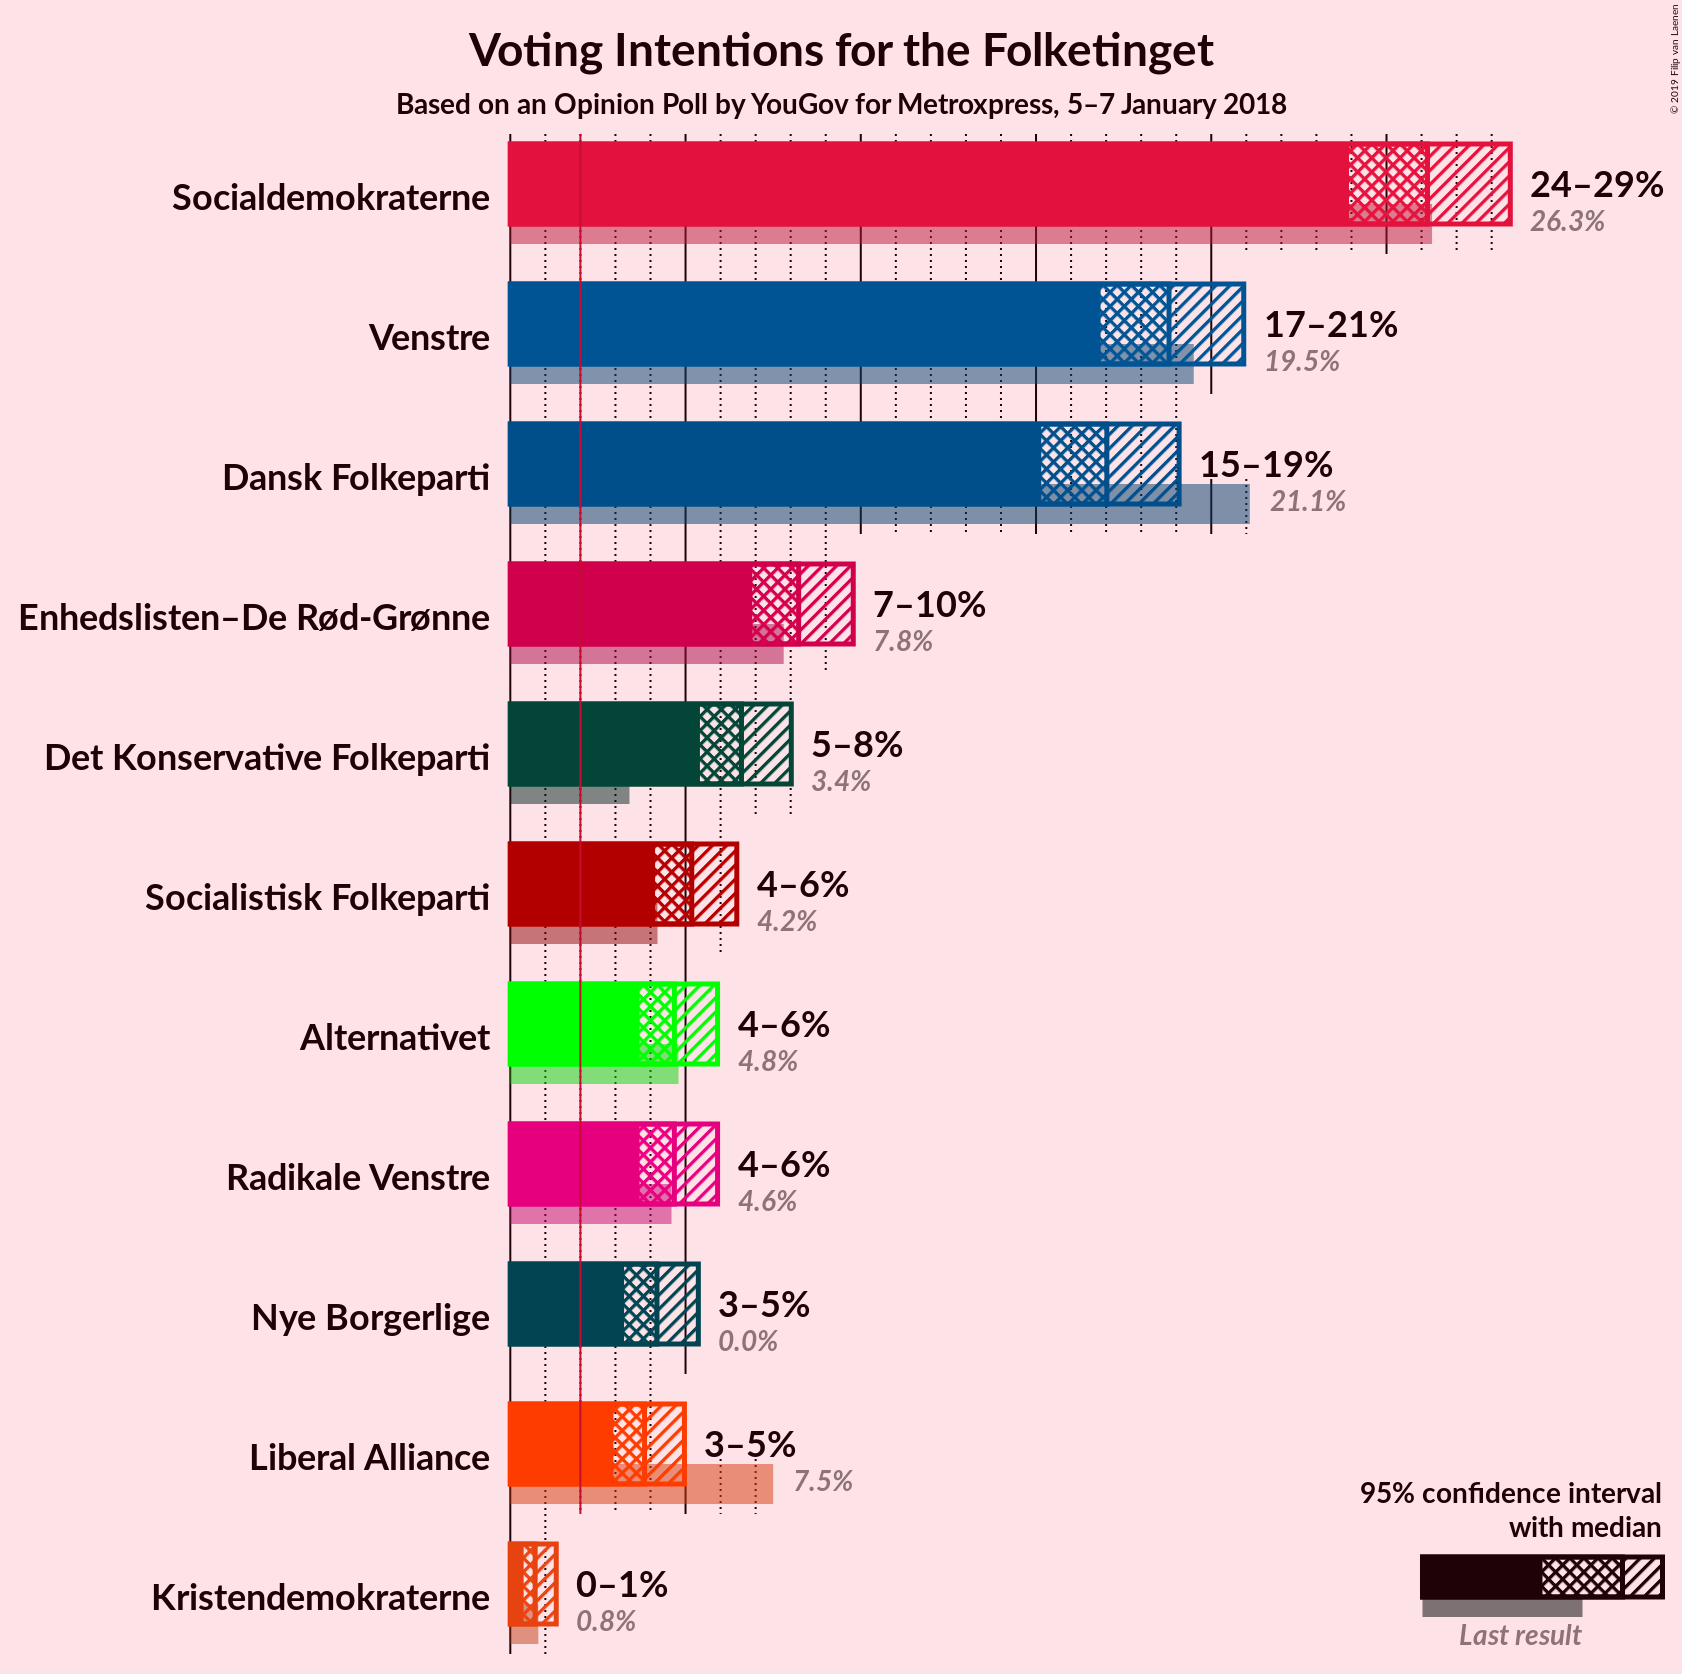 Voting Intentions for the Folketinget
Based on an Opinion Poll by YouGov for Metroxpress, 5–7 January 2018
© 2019 Filip van Laenen
Socialdemokraterne
24–29%
26.3%
Venstre
17–21%
19.5%
Dansk Folkeparti
15–19%
21.1%
Enhedslisten–De Rød-Grønne
7–10%
7.8%
Det Konservative Folkeparti
5–8%
3.4%
Socialistisk Folkeparti
4–6%
4.2%
Alternativet
4–6%
4.8%
Radikale Venstre
4–6%
4.6%
Nye Borgerlige
3–5%
0.0%
Liberal Alliance
3–5%
7.5%
Kristendemokraterne
0–1%
0.8%
95% confidence interval
with median
Last result